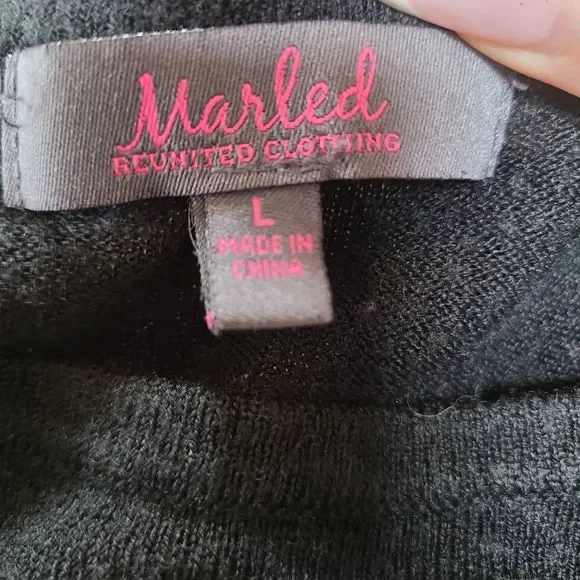 Marled
REUNITED CLOTHING
L
MADE IN
CHINA